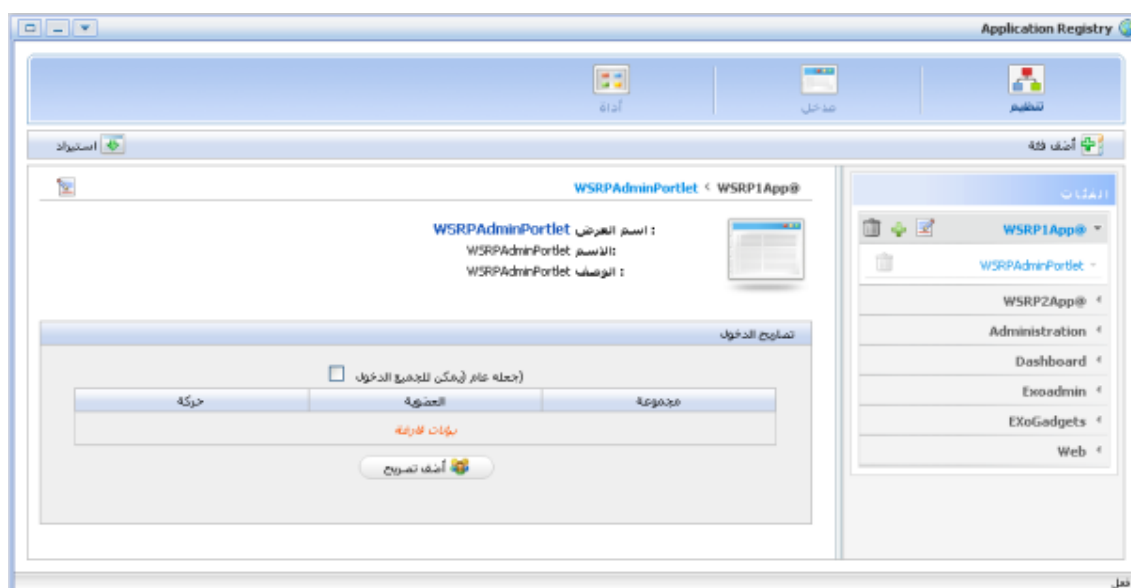 Application Registry
تنظيم
مدخل
أداة
أضف فئة
استيراد
الفئات
WSRP1App@
WSRPAdminPortlet
WSRP2App@
Administration
Dashboard
Exoadmin
EXoGadgets
Web
WSRPAdminPortlet < WSRP1App@
: اسم العرض WSRPAdminPortlet
:الاسم WSRPAdminPortlet
: الوصف WSRPAdminPortlet
تصاريح الدخول
(جعله عام (يمكن للجميع الدخول
مجموعة العضوية حركة
بيانات فارغة
أضف تصريح